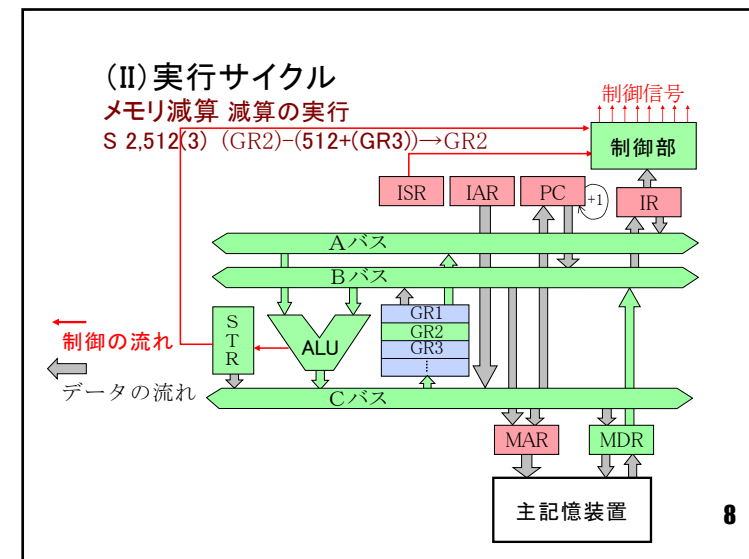 (II)実行サイクル
メモリ減算 減算の実行
S 2,512(3) (GR2)−(512+(GR3))→GR2
制御信号
制御部
ISR
IAR
PC
+1
IR
Aバス
Bバス
STR
ALU
GR1
GR2
GR3
⋮
制御の流れ
データの流れ
Cバス
MAR
MDR
主記憶装置
8